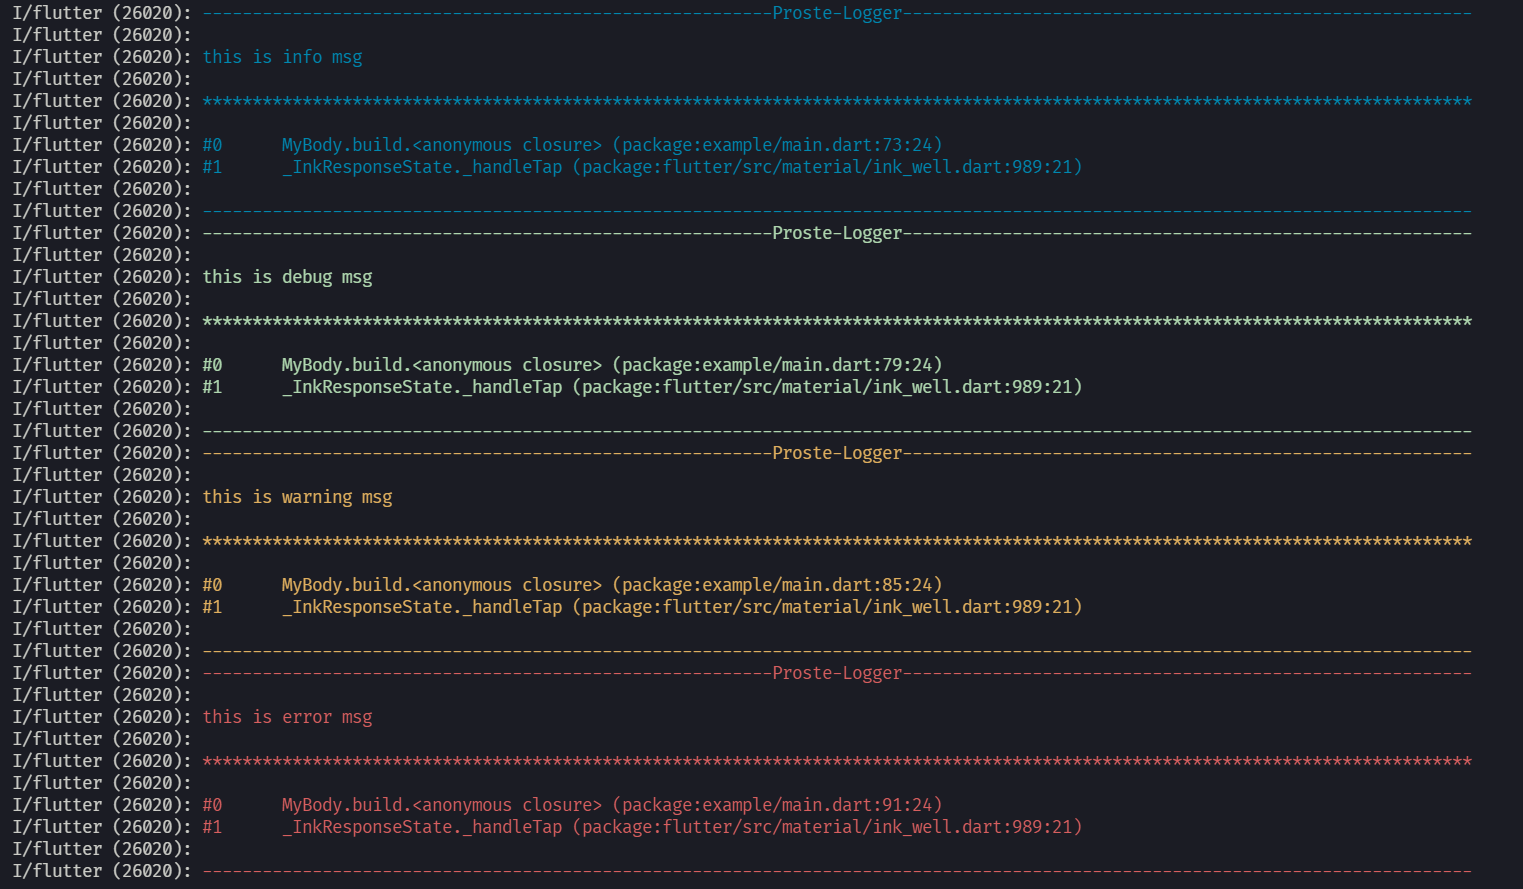 I/flutter (26020): ---------------------------------------------------------Proste-Logger---------------------------------------------------------
I/flutter (26020):
I/flutter (26020): this is info msg
I/flutter (26020):
I/flutter (26020): *******************************************************************************************************************************
I/flutter (26020):
I/flutter (26020): #0      MyBody.build.<anonymous closure> (package:example/main.dart:73:24)
I/flutter (26020): #1      _InkResponseState._handleTap (package:flutter/src/material/ink_well.dart:989:21)
I/flutter (26020):
I/flutter (26020): -------------------------------------------------------------------------------------------------------------------------------
I/flutter (26020): ---------------------------------------------------------Proste-Logger---------------------------------------------------------
I/flutter (26020):
I/flutter (26020): this is debug msg
I/flutter (26020):
I/flutter (26020): *******************************************************************************************************************************
I/flutter (26020):
I/flutter (26020): #0      MyBody.build.<anonymous closure> (package:example/main.dart:79:24)
I/flutter (26020): #1      _InkResponseState._handleTap (package:flutter/src/material/ink_well.dart:989:21)
I/flutter (26020):
I/flutter (26020): -------------------------------------------------------------------------------------------------------------------------------
I/flutter (26020): ---------------------------------------------------------Proste-Logger---------------------------------------------------------
I/flutter (26020):
I/flutter (26020): this is warning msg
I/flutter (26020):
I/flutter (26020): *******************************************************************************************************************************
I/flutter (26020):
I/flutter (26020): #0      MyBody.build.<anonymous closure> (package:example/main.dart:85:24)
I/flutter (26020): #1      _InkResponseState._handleTap (package:flutter/src/material/ink_well.dart:989:21)
I/flutter (26020):
I/flutter (26020): -------------------------------------------------------------------------------------------------------------------------------
I/flutter (26020): ---------------------------------------------------------Proste-Logger---------------------------------------------------------
I/flutter (26020):
I/flutter (26020): this is error msg
I/flutter (26020):
I/flutter (26020): *******************************************************************************************************************************
I/flutter (26020):
I/flutter (26020): #0      MyBody.build.<anonymous closure> (package:example/main.dart:91:24)
I/flutter (26020): #1      _InkResponseState._handleTap (package:flutter/src/material/ink_well.dart:989:21)
I/flutter (26020):
I/flutter (26020): -------------------------------------------------------------------------------------------------------------------------------